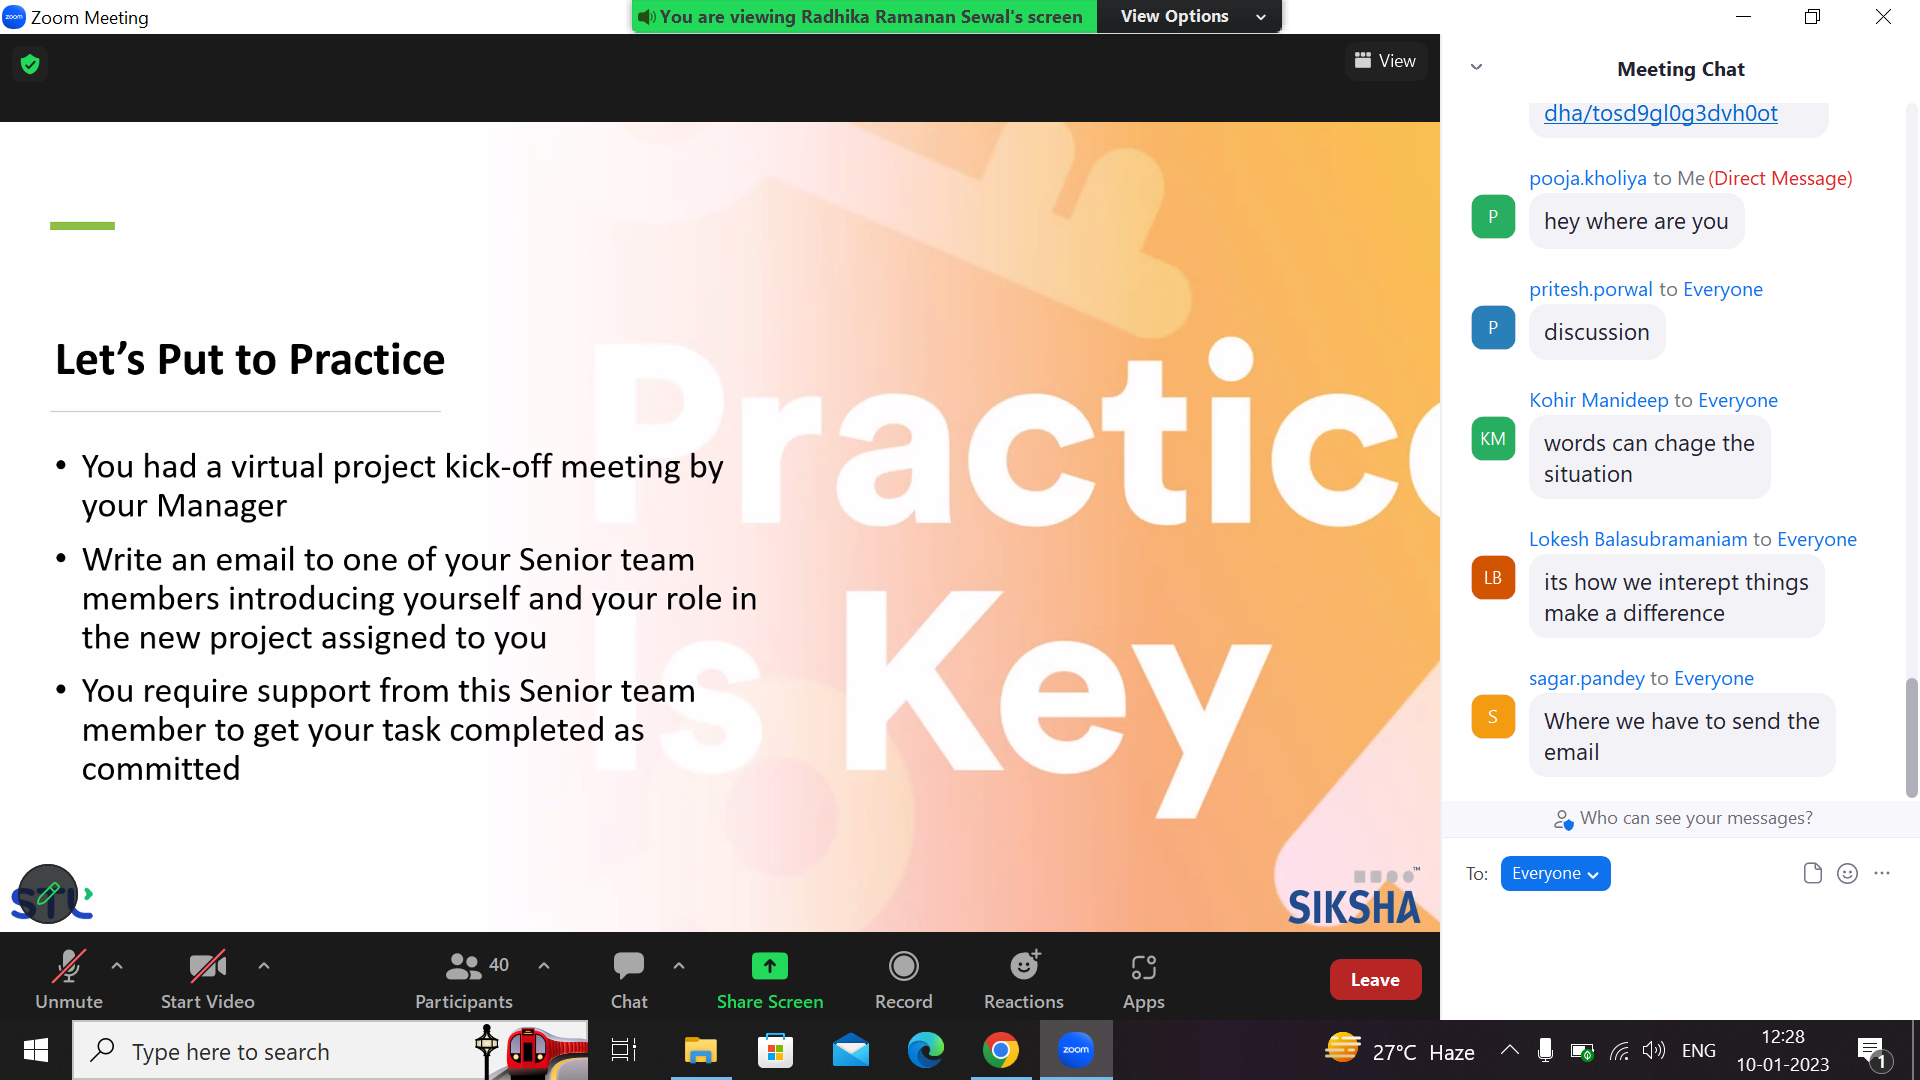 zoom
Zoom Meeting
You are viewing Radhika Ramanan Sewal's screen
View Options
View
Let’s Put to Practice
• You had a virtual project kick-off meeting by
your Manager
• Write an email to one of your Senior team
members introducing yourself and your role in
the new project assigned to you
• You require support from this Senior team
member to get your task completed as
committed
Practice
Is Key
STL
SIKSHA
TM
Meeting Chat
dha/tosd9gl0g3dvh0ot
pooja.kholiya to Me(Direct Message)
P
hey where are you
pritesh.porwal to Everyone
P
discussion
Kohir Manideep to Everyone
KM
words can chage the
situation
Lokesh Balasubramaniam to Everyone
LB
its how we interept things
make a difference
sagar.pandey to Everyone
S
Where we have to send the
email
Who can see your messages?
To:
Everyone
Unmute
Start Video
40
Participants
Chat
Share Screen
Record
Reactions
Apps
Leave
Type here to search
zoom
27°C Haze
ENG
12:28
10-01-2023
1